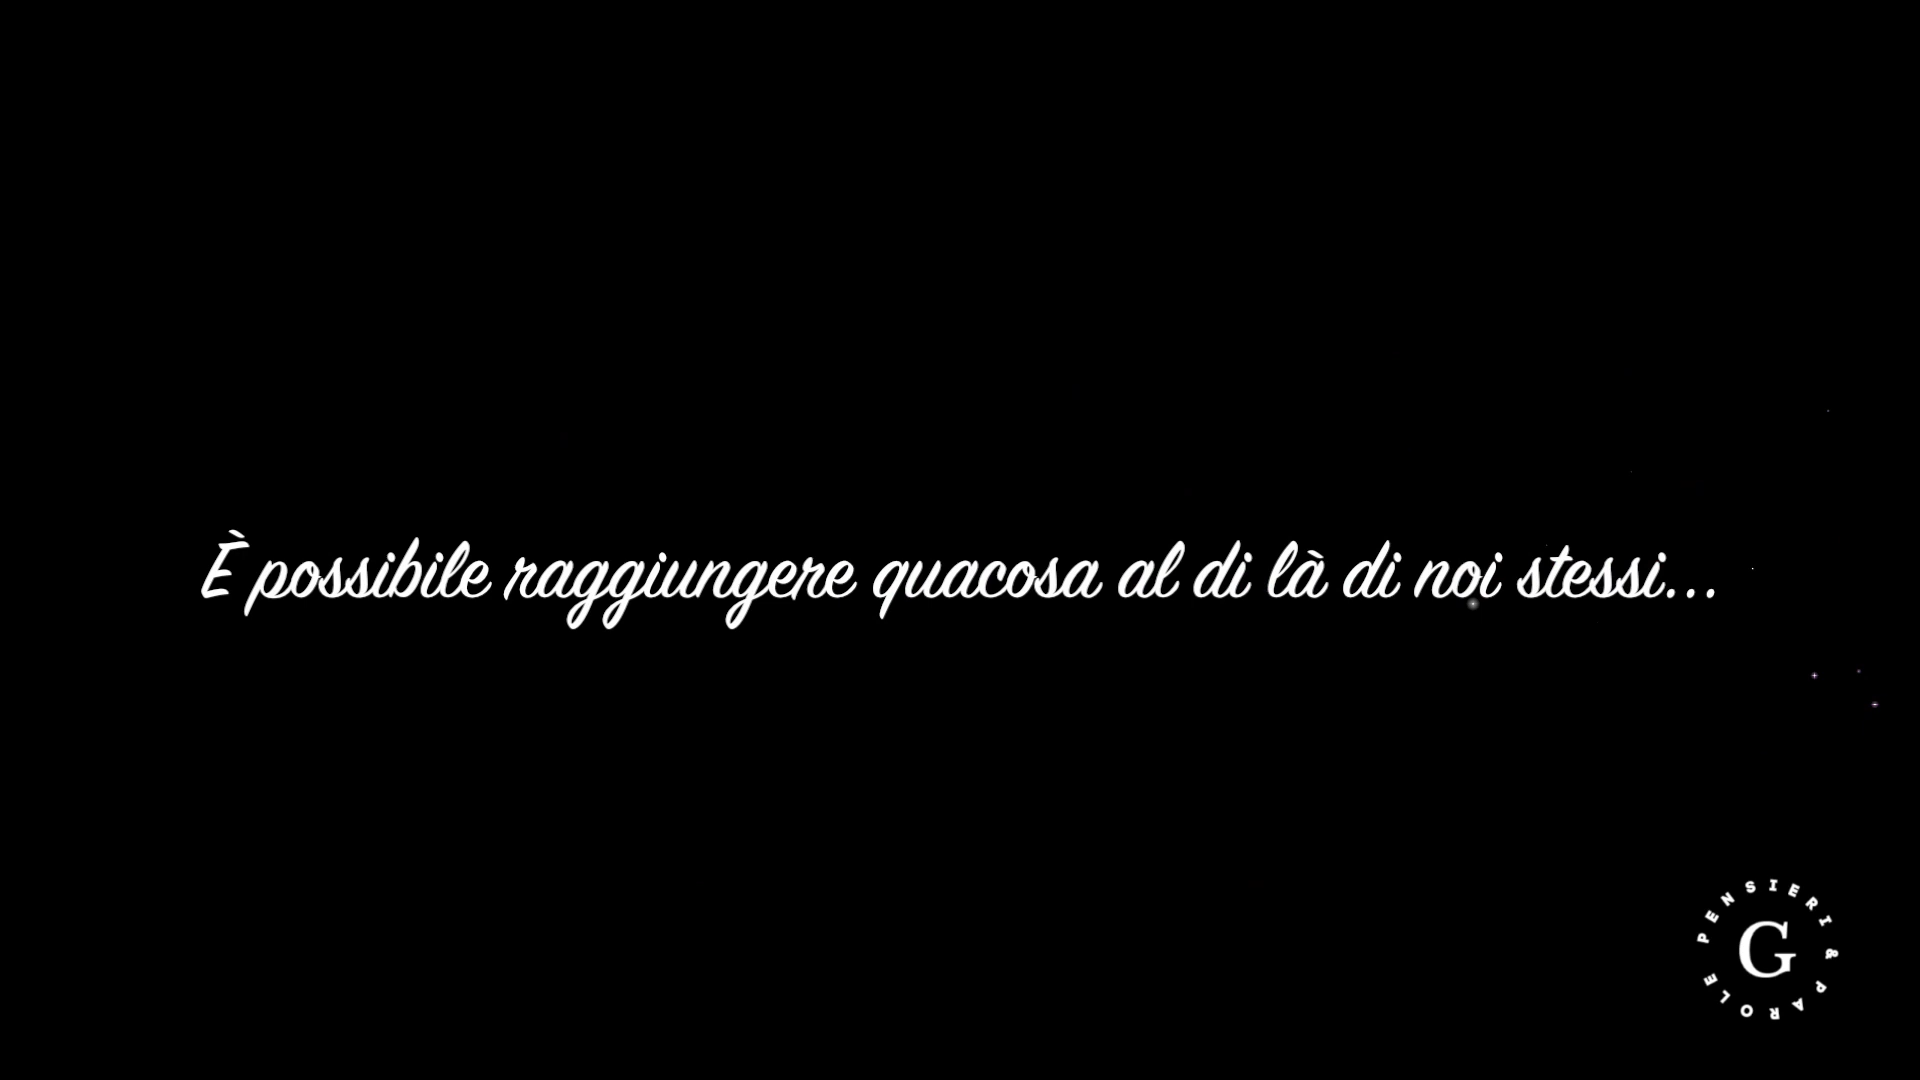 È possibile raggiungere quacosa al di là di noi stessi...
PENSIERI & PAROLE
G